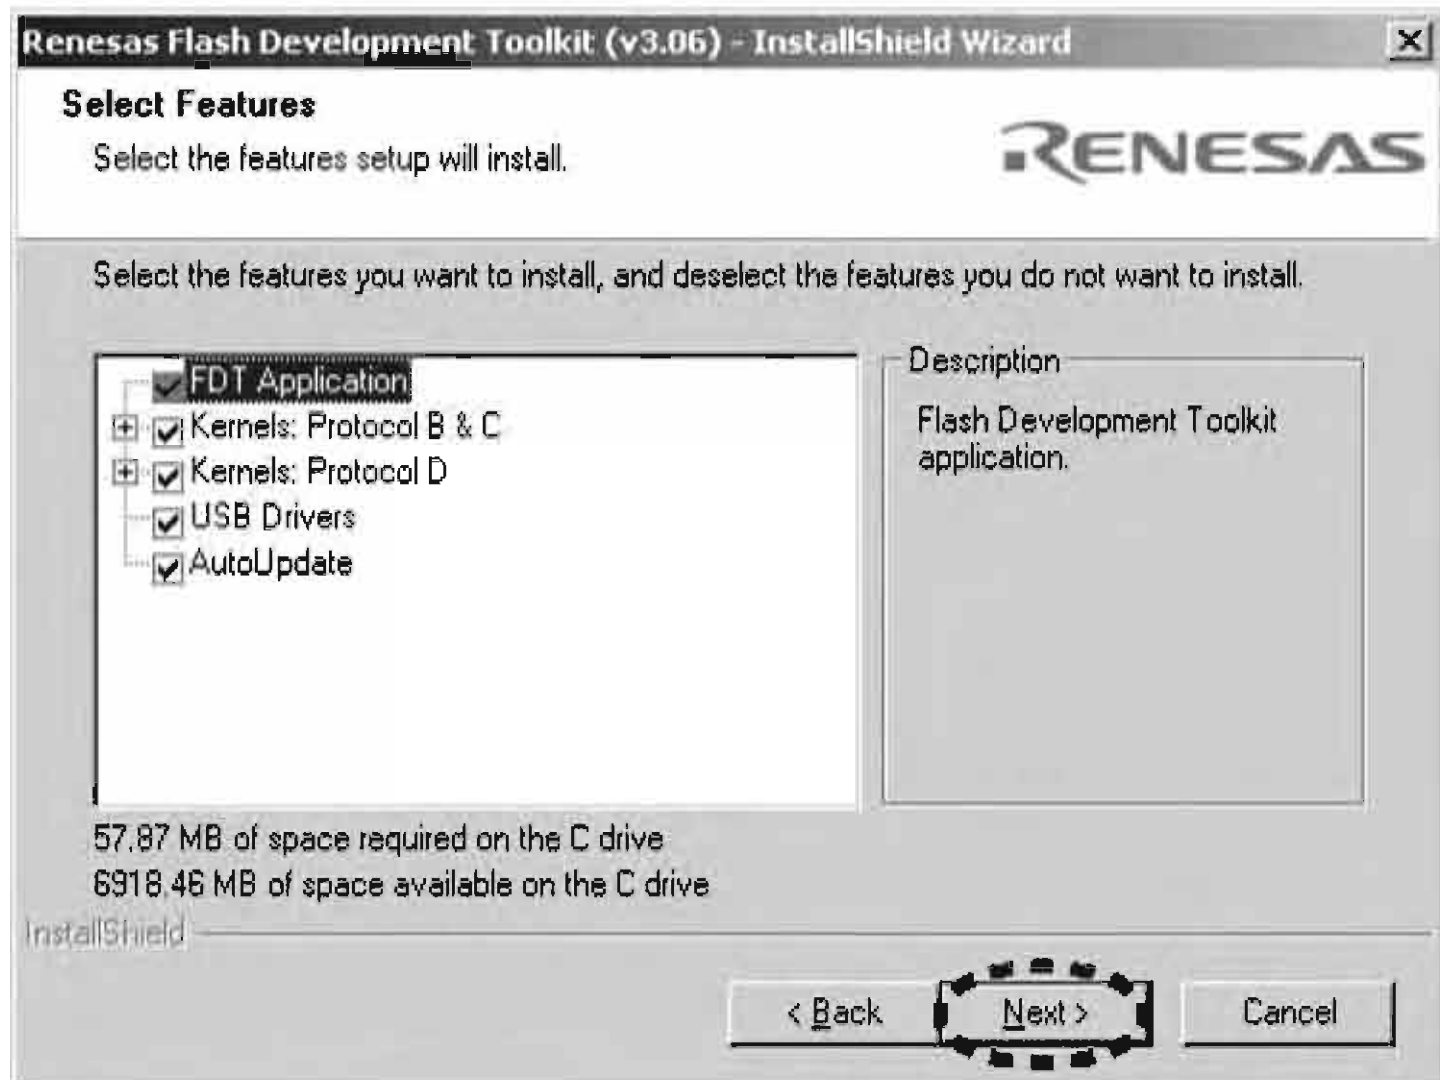 Renesas Flash Development Toolkit (v3.06) - InstallShield Wizard
Select Features
Select the features setup will install.
RENESAS
Select the features you want to install, and deselect the features you do not want to install.
FDT Application
Kernels: Protocol B & C
Kernels: Protocol D
USB Drivers
AutoUpdate
Description
Flash Development Toolkit
application.
57.87 MB of space required on the C drive
6918.46 MB of space available on the C drive
InstallShield
< Back
Next >
Cancel